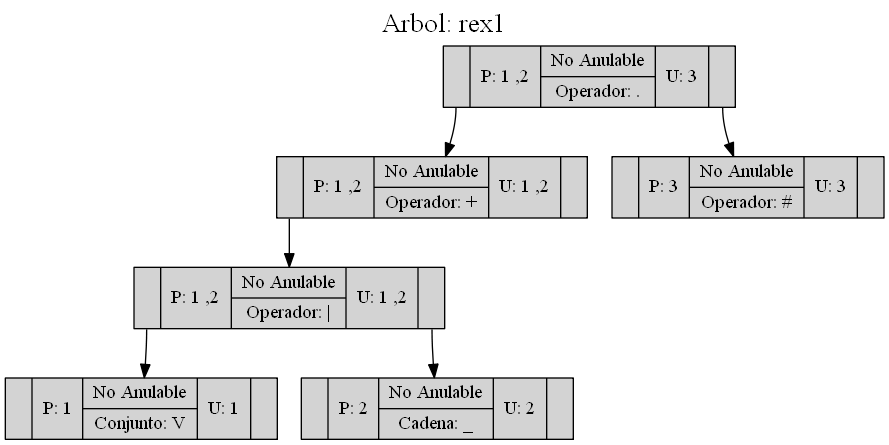 Arbol: rex1
P: 1 ,2
No Anulable
Operador: .
U: 3
P: 1 ,2
No Anulable
Operador: +
U: 1 ,2
P: 3
No Anulable
Operador: #
U: 3
P: 1 ,2
No Anulable
Operador: |
U: 1 ,2
P: 1
No Anulable
Conjunto: V
U: 1
P: 2
No Anulable
Cadena: _
U: 2